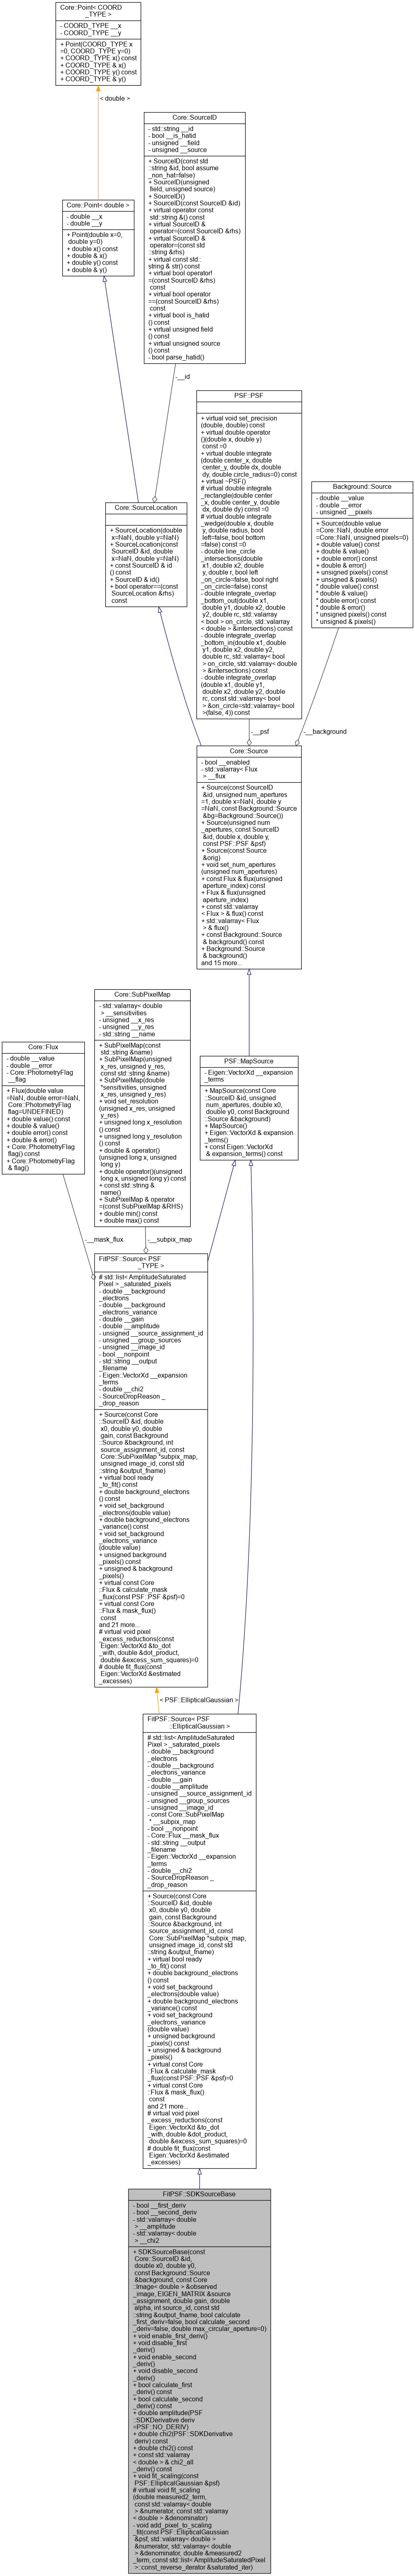 Core::Point< COORD
_TYPE >
- COORD_TYPE __x
- COORD_TYPE __y
+ Point(COORD_TYPE x
=0, COORD_TYPE y=0)
+ COORD_TYPE x() const
+ COORD_TYPE & x()
+ COORD_TYPE y() const
+ COORD_TYPE & y()
< double >
Core::SourceID
- std::string __id
- bool __is_hatid
- unsigned __field
- unsigned __source
+ SourceID(const std
::string &id, bool assume
_non_hat=false)
+ SourceID(unsigned
field, unsigned source)
+ SourceID()
+ SourceID(const SourceID &id)
+ virtual operator const
std::string &() const
+ virtual SourceID &
operator=(const SourceID &rhs)
+ virtual SourceID &
operator=(const std
::string &rhs)
+ virtual const std::
string & str() const
+ virtual bool operator!
=(const SourceID &rhs)
const
+ virtual bool operator
==(const SourceID &rhs)
const
+ virtual bool is_hatid
() const
+ virtual unsigned field
() const
+ virtual unsigned source
() const
- bool parse_hatid()
Core::Point< double >
- double __x
- double __y
+ Point(double x=0,
double y=0)
+ double x() const
+ double & x()
+ double y() const
+ double & y()
-__id
PSF::PSF
+ virtual void set_precision
(double, double) const
+ virtual double operator
()(double x, double y)
const =0
+ virtual double integrate
(double center_x, double
center_y, double dx, double
dy, double circle_radius=0) const
+ virtual ~PSF()
# virtual double integrate
_rectangle(double center
_x, double center_y, double
dx, double dy) const =0
# virtual double integrate
_wedge(double x, double
y, double radius, bool
left=false, bool bottom
=false) const =0
- double line_circle
_intersections(double
x1, double x2, double
y, double r, bool left
_on_circle=false, bool right
_on_circle=false) const
- double integrate_overlap
_bottom_out(double x1,
double y1, double x2, double
y2, double rc, std::valarray
< bool > on_circle, std::valarray
< double > &intersections) const
- double integrate_overlap
_bottom_in(double x1, double
y1, double x2, double y2,
double rc, std::valarray< bool
> on_circle, std::valarray< double
> &intersections) const
- double integrate_overlap
(double x1, double y1,
double x2, double y2, double
rc, const std::valarray< bool
> &on_circle=std::valarray< bool
>(false, 4)) const
Background::Source
- double __value
- double __error
- unsigned __pixels
+ Source(double value
=Core::NaN, double error
=Core::NaN, unsigned pixels=0)
+ double value() const
+ double & value()
+ double error() const
+ double & error()
+ unsigned pixels() const
+ unsigned & pixels()
* double value() const
* double & value()
* double error() const
* double & error()
* unsigned pixels() const
* unsigned & pixels()
Core::SourceLocation
+ SourceLocation(double
x=NaN, double y=NaN)
+ SourceLocation(const
SourceID &id, double
x=NaN, double y=NaN)
+ const SourceID & id
() const
+ SourceID & id()
+ bool operator==(const
SourceLocation &rhs)
const
-__psf
-__background
Core::Source
- bool __enabled
- std::valarray< Flux
> __flux
+ Source(const SourceID
&id, unsigned num_apertures
=1, double x=NaN, double y
=NaN, const Background::Source
&bg=Background::Source())
+ Source(unsigned num
_apertures, const SourceID
&id, double x, double y,
const PSF::PSF &psf)
+ Source(const Source
&orig)
+ void set_num_apertures
(unsigned num_apertures)
+ const Flux & flux(unsigned
aperture_index) const
+ Flux & flux(unsigned
aperture_index)
+ const std::valarray
< Flux > & flux() const
+ std::valarray< Flux
> & flux()
+ const Background::Source
& background() const
+ Background::Source
& background()
and 15 more...
Core::SubPixelMap
- std::valarray< double
> __sensitivities
- unsigned __x_res
- unsigned __y_res
- std::string __name
+ SubPixelMap(const
std::string &name)
+ SubPixelMap(unsigned
x_res, unsigned y_res,
const std::string &name)
+ SubPixelMap(double
*sensitivities, unsigned
x_res, unsigned y_res)
+ void set_resolution
(unsigned x_res, unsigned
y_res)
+ unsigned long x_resolution
() const
+ unsigned long y_resolution
() const
+ double & operator()
(unsigned long x, unsigned
long y)
+ double operator()(unsigned
long x, unsigned long y) const
+ const std::string &
name()
+ SubPixelMap & operator
=(const SubPixelMap &RHS)
+ double min() const
+ double max() const
Core::Flux
- double __value
- double __error
- Core::PhotometryFlag
__flag
+ Flux(double value
=NaN, double error=NaN,
Core::PhotometryFlag
flag=UNDEFINED)
+ double value() const
+ double & value()
+ double error() const
+ double & error()
+ Core::PhotometryFlag
flag() const
+ Core::PhotometryFlag
& flag()
PSF::MapSource
- Eigen::VectorXd __expansion
_terms
+ MapSource(const Core
::SourceID &id, unsigned
num_apertures, double x0,
double y0, const Background
::Source &background)
+ MapSource()
+ Eigen::VectorXd & expansion
_terms()
+ const Eigen::VectorXd
& expansion_terms() const
-__mask_flux
-__subpix_map
FitPSF::Source< PSF
_TYPE >
# std::list< AmplitudeSaturated
Pixel > _saturated_pixels
- double __background
_electrons
- double __background
_electrons_variance
- double __gain
- double __amplitude
- unsigned __source_assignment_id
- unsigned __group_sources
- unsigned __image_id
- bool __nonpoint
- std::string __output
_filename
- Eigen::VectorXd __expansion
_terms
- double __chi2
- SourceDropReason _
_drop_reason
+ Source(const Core
::SourceID &id, double
x0, double y0, double
gain, const Background
::Source &background, int
source_assignment_id, const
Core::SubPixelMap *subpix_map,
unsigned image_id, const std
::string &output_fname)
+ virtual bool ready
_to_fit() const
+ double background_electrons
() const
+ void set_background
_electrons(double value)
+ double background_electrons
_variance() const
+ void set_background
_electrons_variance
(double value)
+ unsigned background
_pixels() const
+ unsigned & background
_pixels()
+ virtual const Core
::Flux & calculate_mask
_flux(const PSF::PSF &psf)=0
+ virtual const Core
::Flux & mask_flux()
const
and 21 more...
# virtual void pixel
_excess_reductions(const
Eigen::VectorXd &to_dot
_with, double &dot_product,
double &excess_sum_squares)=0
# double fit_flux(const
Eigen::VectorXd &estimated
_excesses)
< PSF::EllipticalGaussian >
FitPSF::Source< PSF
::EllipticalGaussian >
# std::list< AmplitudeSaturated
Pixel > _saturated_pixels
- double __background
_electrons
- double __background
_electrons_variance
- double __gain
- double __amplitude
- unsigned __source_assignment_id
- unsigned __group_sources
- unsigned __image_id
- const Core::SubPixelMap
* __subpix_map
- bool __nonpoint
- Core::Flux __mask_flux
- std::string __output
_filename
- Eigen::VectorXd __expansion
_terms
- double __chi2
- SourceDropReason _
_drop_reason
+ Source(const Core
::SourceID &id, double
x0, double y0, double
gain, const Background
::Source &background, int
source_assignment_id, const
Core::SubPixelMap *subpix_map,
unsigned image_id, const std
::string &output_fname)
+ virtual bool ready
_to_fit() const
+ double background_electrons
() const
+ void set_background
_electrons(double value)
+ double background_electrons
_variance() const
+ void set_background
_electrons_variance
(double value)
+ unsigned background
_pixels() const
+ unsigned & background
_pixels()
+ virtual const Core
::Flux & calculate_mask
_flux(const PSF::PSF &psf)=0
+ virtual const Core
::Flux & mask_flux()
const
and 21 more...
# virtual void pixel
_excess_reductions(const
Eigen::VectorXd &to_dot
_with, double &dot_product,
double &excess_sum_squares)=0
# double fit_flux(const
Eigen::VectorXd &estimated
_excesses)
FitPSF::SDKSourceBase
- bool __first_deriv
- bool __second_deriv
- std::valarray< double
> __amplitude
- std::valarray< double
> __chi2
+ SDKSourceBase(const
Core::SourceID &id,
double x0, double y0,
const Background::Source
&background, const Core
::Image< double > &observed
_image, EIGEN_MATRIX &source
_assignment, double gain, double
alpha, int source_id, const std
::string &output_fname, bool calculate
_first_deriv=false, bool calculate_second
_deriv=false, double max_circular_aperture=0)
+ void enable_first_deriv()
+ void disable_first
_deriv()
+ void enable_second
_deriv()
+ void disable_second
_deriv()
+ bool calculate_first
_deriv() const
+ bool calculate_second
_deriv() const
+ double amplitude(PSF
::SDKDerivative deriv
=PSF::NO_DERIV)
+ double chi2(PSF::SDKDerivative
deriv) const
+ double chi2() const
+ const std::valarray
< double > & chi2_all
_deriv() const
+ void fit_scaling(const
PSF::EllipticalGaussian &psf)
# virtual void fit_scaling
(double measured2_term,
const std::valarray< double
> &numerator, const std::valarray
< double > &denominator)
- void add_pixel_to_scaling
_fit(const PSF::EllipticalGaussian
&psf, std::valarray< double >
&numerator, std::valarray< double
> &denominator, double &measured2
_term, const std::list< AmplitudeSaturatedPixel
>::const_reverse_iterator &saturated_iter)